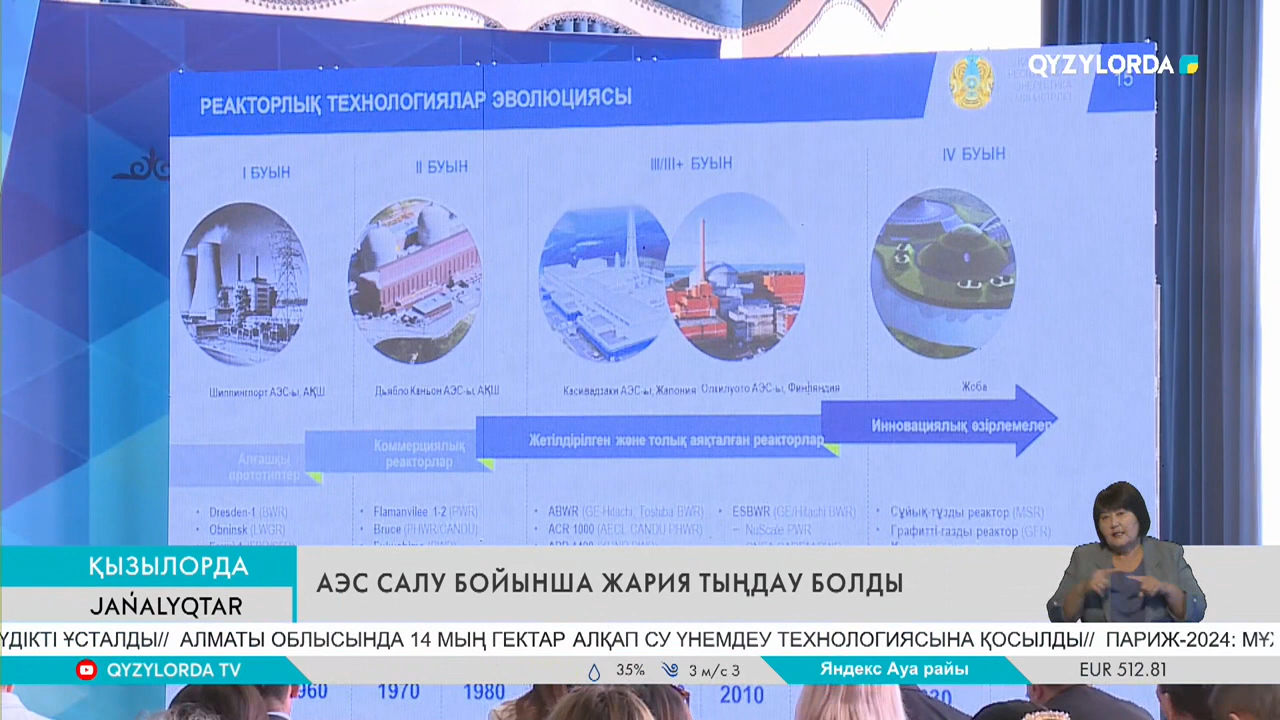 QYZYLORDA
15
РЕАКТОРЛЫҚ ТЕХНОЛОГИЯЛАР ЭВОЛЮЦИЯСЫ
I БУЫН
II БУЫН
III/III+ БУЫН
IV БУЫН
Шиппингпорт АЭС-ы, АҚШ
Дьябло Каньон АЭС-ы, АҚШ
Касивадзаки АЭС-ы, Жапония
Олкилуото АЭС-ы, Финляндия
Жоба
Алғашқы
прототиптер
Коммерциялық
реакторлар
Жетілдірілген және толық аяқталған реакторлар
Инновациялық әзірлемелер
• Dresden-1 (BWR)
• Obninsk (LWGR)
• Flamanvilee 1-2 (PWR)
• Bruce (PHWR/CANDU)
• ABWR (GE-Hitachi, Toshiba BWR)
• ACR 1000 (AECL CANDU PHWR)
• ESBWR (GE/Hitachi BWR)
– NuScale PWR
• Сұйық-тұзды реактор (MSR)
• Графитті-газды реактор (GFR)
ҚЫЗЫЛОРДА
JAŃALYQTAR
АЭС САЛУ БОЙЫНША ЖАРИЯ ТЫҢДАУ БОЛДЫ
ҮДІКТІ ҰСТАЛДЫ// АЛМАТЫ ОБЛЫСЫНДА 14 МЫҢ ГЕКТАР АЛҚАП СУ ҮНЕМДЕУ ТЕХНОЛОГИЯСЫНА ҚОСЫЛДЫ// ПАРИЖ-2024:
QYZYLORDA TV
35%
3 м/с З
Яндекс Ауа райы
EUR 512.81
1970
1980
2010